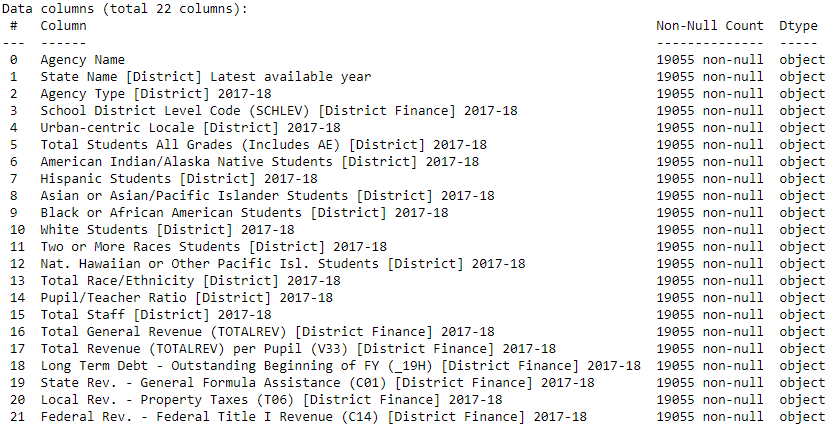 Data columns (total 22 columns):
 #   Column                                                                            Non-Null Count  Dtype
---  ------                                                                            --------------  -----
 0   Agency Name                                                                       19055 non-null  object
 1   State Name [District] Latest available year                                       19055 non-null  object
 2   Agency Type [District] 2017-18                                                    19055 non-null  object
 3   School District Level Code (SCHLEV) [District Finance] 2017-18                    19055 non-null  object
 4   Urban-centric Locale [District] 2017-18                                           19055 non-null  object
 5   Total Students All Grades (Includes AE) [District] 2017-18                        19055 non-null  object
 6   American Indian/Alaska Native Students [District] 2017-18                         19055 non-null  object
 7   Hispanic Students [District] 2017-18                                              19055 non-null  object
 8   Asian or Asian/Pacific Islander Students [District] 2017-18                       19055 non-null  object
 9   Black or African American Students [District] 2017-18                             19055 non-null  object
 10  White Students [District] 2017-18                                                 19055 non-null  object
 11  Two or More Races Students [District] 2017-18                                     19055 non-null  object
 12  Nat. Hawaiian or Other Pacific Isl. Students [District] 2017-18                   19055 non-null  object
 13  Total Race/Ethnicity [District] 2017-18                                           19055 non-null  object
 14  Pupil/Teacher Ratio [District] 2017-18                                            19055 non-null  object
 15  Total Staff [District] 2017-18                                                    19055 non-null  object
 16  Total General Revenue (TOTALREV) [District Finance] 2017-18                       19055 non-null  object
 17  Total Revenue (TOTALREV) per Pupil (V33) [District Finance] 2017-18               19055 non-null  object
 18  Long Term Debt - Outstanding Beginning of FY (_19H) [District Finance] 2017-18    19055 non-null  object
 19  State Rev. - General Formula Assistance (C01) [District Finance] 2017-18          19055 non-null  object
 20  Local Rev. - Property Taxes (T06) [District Finance] 2017-18                      19055 non-null  object
 21  Federal Rev. - Federal Title I Revenue (C14) [District Finance] 2017-18           19055 non-null  object